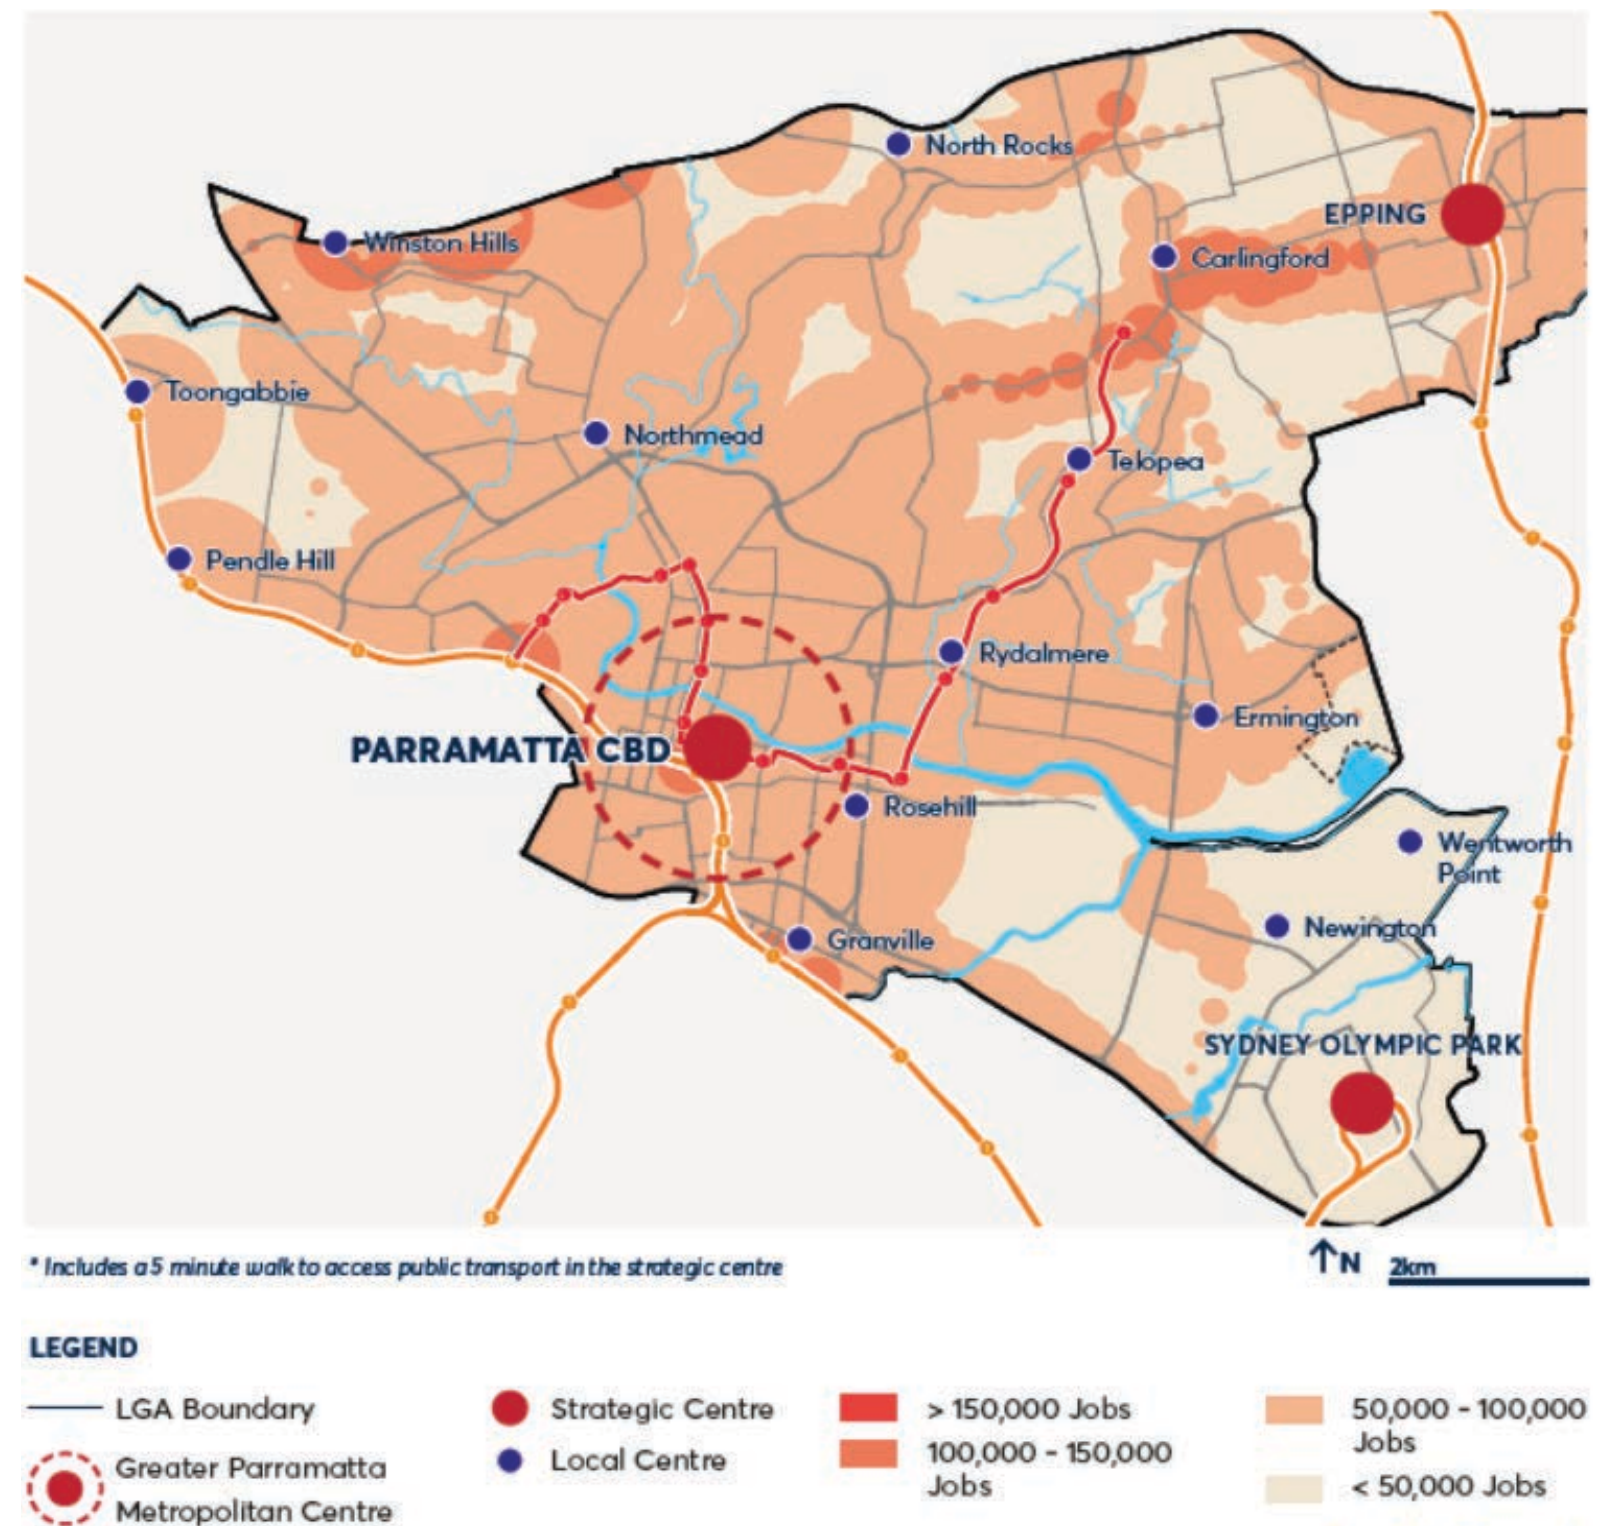 North Rocks
EPPING
Winston Hills
Carlingford
Toongabbie
Northmead
Telopea
Pendle Hill
Rydalmere
Ermington
PARRAMATTA CBD
Rosehill
Wentworth
Point
Newington
Granville
SYDNEY OLYMPIC PARK
* Includes a 5 minute walk to access public transport in the strategic centre
N
2km
LEGEND
LGA Boundary
Greater Parramatta
Metropolitan Centre
Strategic Centre
Local Centre
> 150,000 Jobs
100,000 - 150,000
Jobs
50,000 - 100,000
Jobs
< 50,000 Jobs